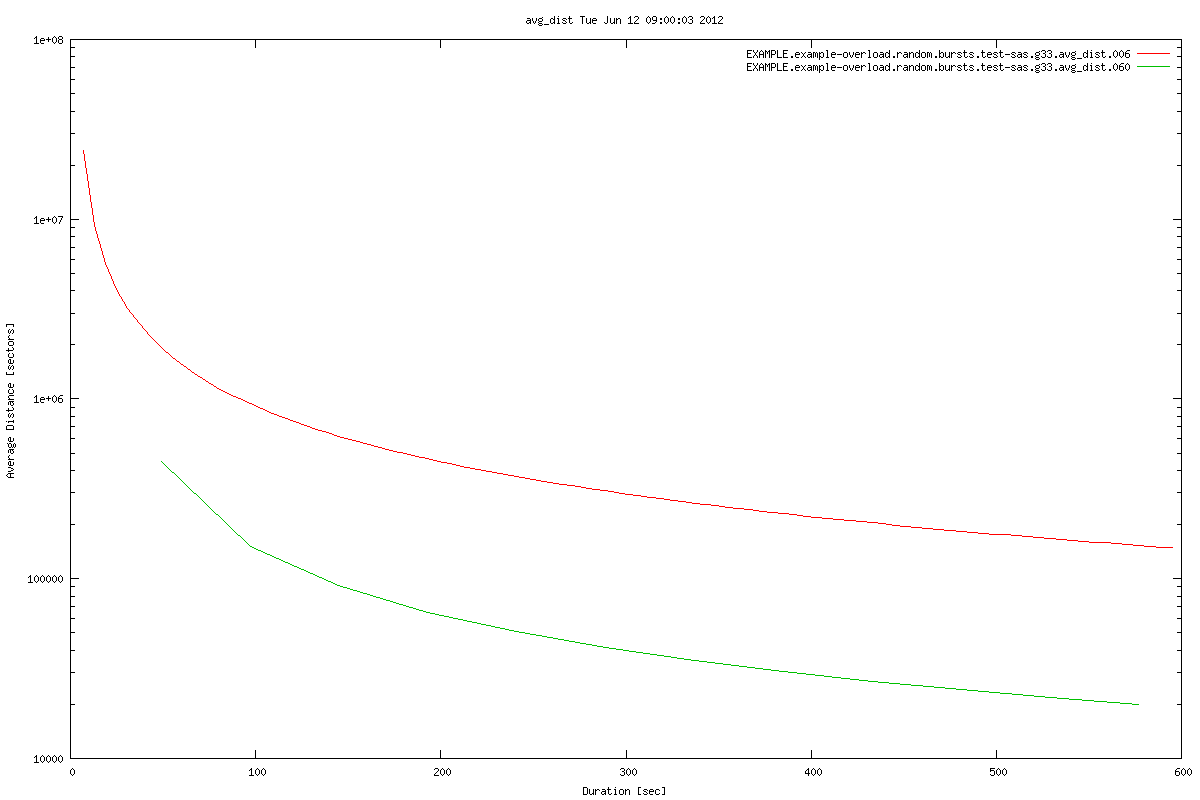 avg_dist Tue Jun 12 09:00:03 2012
1e+08
EXAMPLE.example-overload.random.bursts.test-sas.g33.avg_dist.006
EXAMPLE.example-overload.random.bursts.test-sas.g33.avg_dist.060
1e+07
1e+06
100000
10000
Average Distance [sectors]
0 100 200 300 400 500 600
Duration [sec]